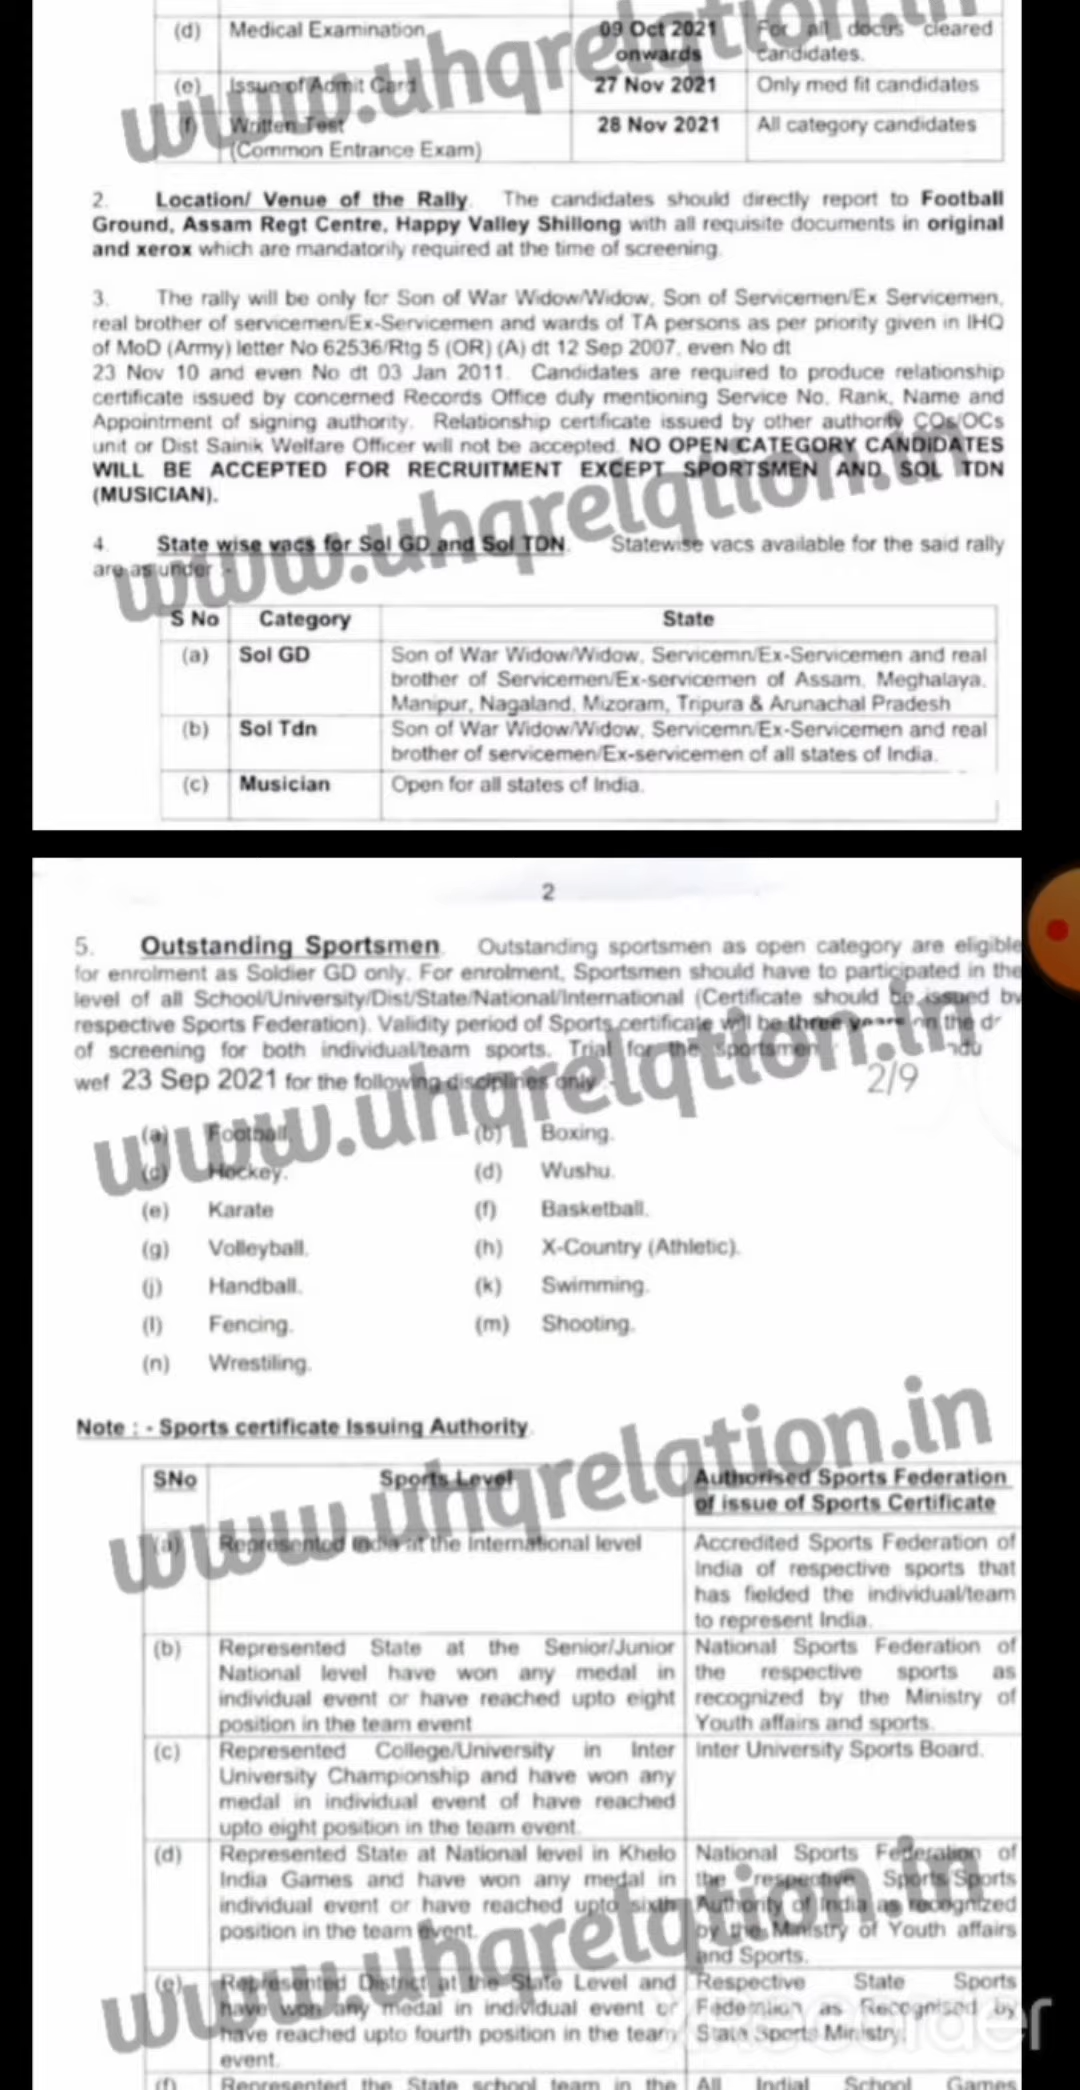 (d) Medical Examination 09 Oct 2021 For all docus cleared
onwards candidates.
(e) Issue of Admit Card 27 Nov 2021 Only med fit candidates
(f) Written Test 28 Nov 2021 All category candidates
(Common Entrance Exam)
www.uhqrelation.in
2. Location/ Venue of the Rally. The candidates should directly report to Football
Ground, Assam Regt Centre, Happy Valley Shillong with all requisite documents in original
and xerox which are mandatorily required at the time of screening.
3. The rally will be only for Son of War Widow/Widow, Son of Servicemen/Ex Servicemen,
real brother of servicemen/Ex-Servicemen and wards of TA persons as per priority given in IHQ
of MoD (Army) letter No 62536/Rtg 5 (OR) (A) dt 12 Sep 2007, even No dt
23 Nov 10 and even No dt 03 Jan 2011. Candidates are required to produce relationship
certificate issued by concerned Records Office duly mentioning Service No, Rank, Name and
Appointment of signing authority. Relationship certificate issued by other authority COs/OCs
unit or Dist Sainik Welfare Officer will not be accepted. NO OPEN CATEGORY CANDIDATES
WILL BE ACCEPTED FOR RECRUITMENT EXCEPT SPORTSMEN AND SOL TDN
(MUSICIAN).
www.uhqrelation.in
4. State wise vacs for Sol GD and Sol TDN. Statewise vacs available for the said rally
are as under :-
S No Category State
(a) Sol GD Son of War Widow/Widow, Servicemn/Ex-Servicemen and real
brother of Servicemen/Ex-servicemen of Assam, Meghalaya,
Manipur, Nagaland, Mizoram, Tripura & Arunachal Pradesh
(b) Sol Tdn Son of War Widow/Widow, Servicemn/Ex-Servicemen and real
brother of servicemen/Ex-servicemen of all states of India.
(c) Musician Open for all states of India.
2
5. Outstanding Sportsmen. Outstanding sportsmen as open category are eligible
for enrolment as Soldier GD only. For enrolment, Sportsmen should have to participated in the
level of all School/University/Dist/State/National/International (Certificate should be issued by
respective Sports Federation). Validity period of Sports certificate will be three years on the
of screening for both individual/team sports. Trial for the sportsmen
wef 23 Sep 2021 for the following disciplines only :-
2/9
www.uhqrelation.in
(a) Football. (b) Boxing.
(c) Hockey. (d) Wushu.
(e) Karate (f) Basketball.
(g) Volleyball. (h) X-Country (Athletic).
(j) Handball. (k) Swimming.
(l) Fencing. (m) Shooting.
(n) Wrestiling.
Note : - Sports certificate Issuing Authority.
www.uhqrelation.in
SNo Sports Level Authorised Sports Federation
of issue of Sports Certificate
(a) Represented India at the International level Accredited Sports Federation of
India of respective sports that
has fielded the individual/team
to represent India.
(b) Represented State at the Senior/Junior National Sports Federation of
National level have won any medal in the respective sports as
individual event or have reached upto eight recognized by the Ministry of
position in the team event Youth affairs and sports.
(c) Represented College/University in Inter Inter University Sports Board.
University Championship and have won any
medal in individual event of have reached
upto eight position in the team event.
(d) Represented State at National level in Khelo National Sports Federation of
India Games and have won any medal in the respective Sports/Sports
individual event or have reached upto sixth Authority of India as recognized
position in the team event. by the Ministry of Youth affairs
and Sports.
www.uhqrelation.in
(e) Represented District at the State Level and Respective State Sports
have won any medal in individual event or Federation as Recognised by
have reached upto fourth position in the team State Sports Ministry.
event.
XRecorder
(f) Represented the State school team in the All Indial School Games